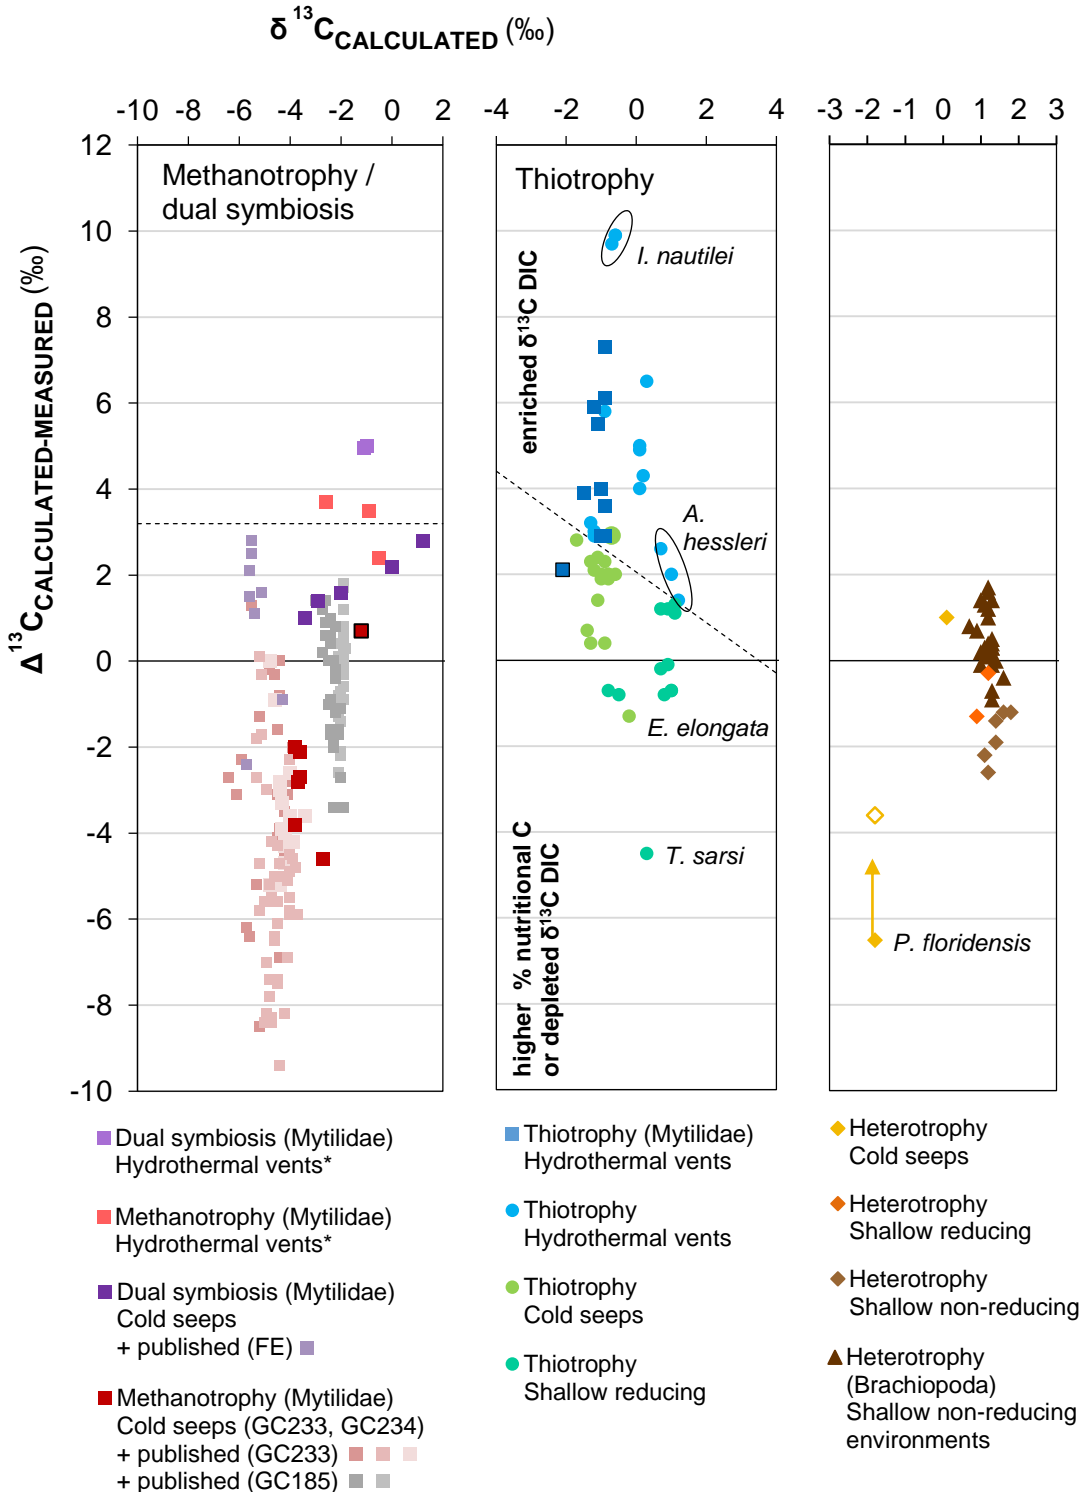 δ 13C CALCULATED (‰)
-10 -8 -6 -4 -2 0 2
-4 -2 0 2 4
-3 -2 -1 0 1 2 3
Δ 13C CALCULATED-MEASURED (‰)
12
10
8
6
4
2
0
-2
-4
-6
-8
-10
Methanotrophy /
dual symbiosis
Thiotrophy
enriched δ13C DIC
higher % nutritional C
or depleted δ13C DIC
I. nautilei
A.
hessleri
E. elongata
T. sarsi
P. floridensis
Dual symbiosis (Mytilidae)
Hydrothermal vents*
Methanotrophy (Mytilidae)
Hydrothermal vents*
Dual symbiosis (Mytilidae)
Cold seeps
+ published (FE)
Methanotrophy (Mytilidae)
Cold seeps (GC233, GC234)
+ published (GC233)
+ published (GC185)
Thiotrophy (Mytilidae)
Hydrothermal vents
Thiotrophy
Hydrothermal vents
Thiotrophy
Cold seeps
Thiotrophy
Shallow reducing
Heterotrophy
Cold seeps
Heterotrophy
Shallow reducing
Heterotrophy
Shallow non-reducing
Heterotrophy
(Brachiopoda)
Shallow non-reducing
environments